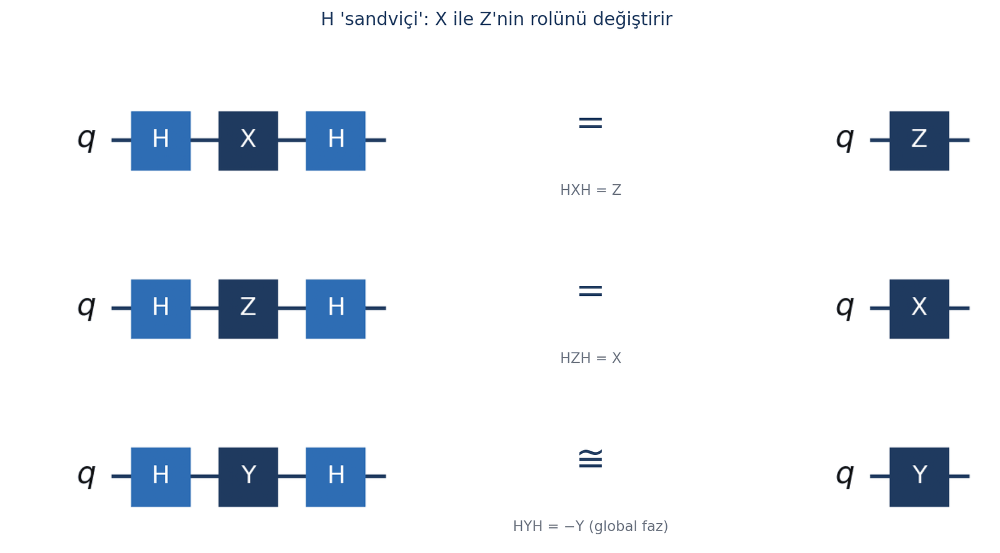 H 'sandviçi': X ile Z'nin rolünü değiştirir
q H X H = q Z
HXH = Z
q H Z H = q X
HZH = X
q H Y H ≅ q Y
HYH = −Y (global faz)